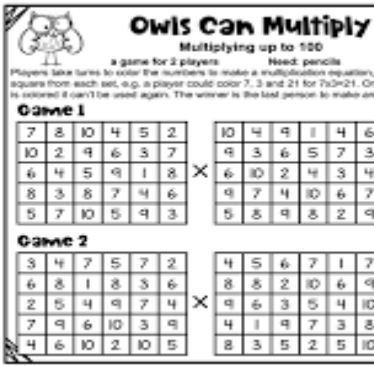 Owls Can Multiply
Multiplying up to 100
a game for 2 players Need: pencils
Players take turns to color the numbers to make a multiplication equation,
square from each set, e.g. a player could color 7, 3 and 21 for 7x3=21. On
is colored it can't be used again. The winner is the last person to make an
Game 1
7 8 10 4 5 2 10 4 9 1 4 6
10 2 9 6 3 7 9 3 6 5 7 3
6 4 5 9 1 8 × 6 10 2 4 3 4
8 3 8 7 4 6 9 7 4 10 6 7
5 7 10 5 9 3 5 8 9 8 2 9
Game 2
3 4 7 5 7 2 4 5 6 7 1 7
6 8 1 8 3 6 8 8 2 10 6 9
2 5 4 9 7 4 × 9 6 3 5 4 10
7 9 6 10 3 9 4 1 9 7 3 8
4 6 10 2 10 5 8 3 5 2 5 10